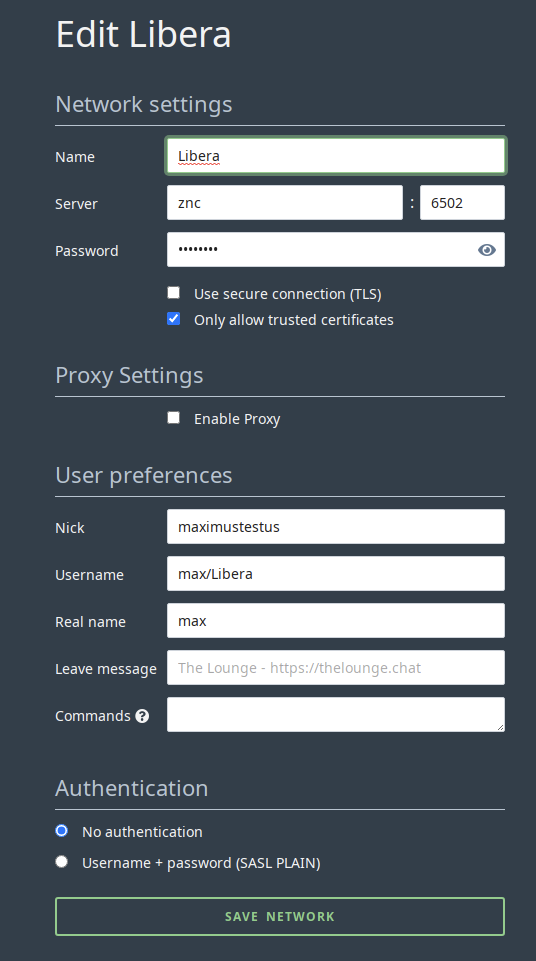 Edit Libera
Network settings
Name Libera
Server znc : 6502
Password ••••••••
Use secure connection (TLS)
Only allow trusted certificates
Proxy Settings
Enable Proxy
User preferences
Nick maximustestus
Username max/Libera
Real name max
Leave message The Lounge - https://thelounge.chat
Commands ?
Authentication
No authentication
Username + password (SASL PLAIN)
SAVE NETWORK